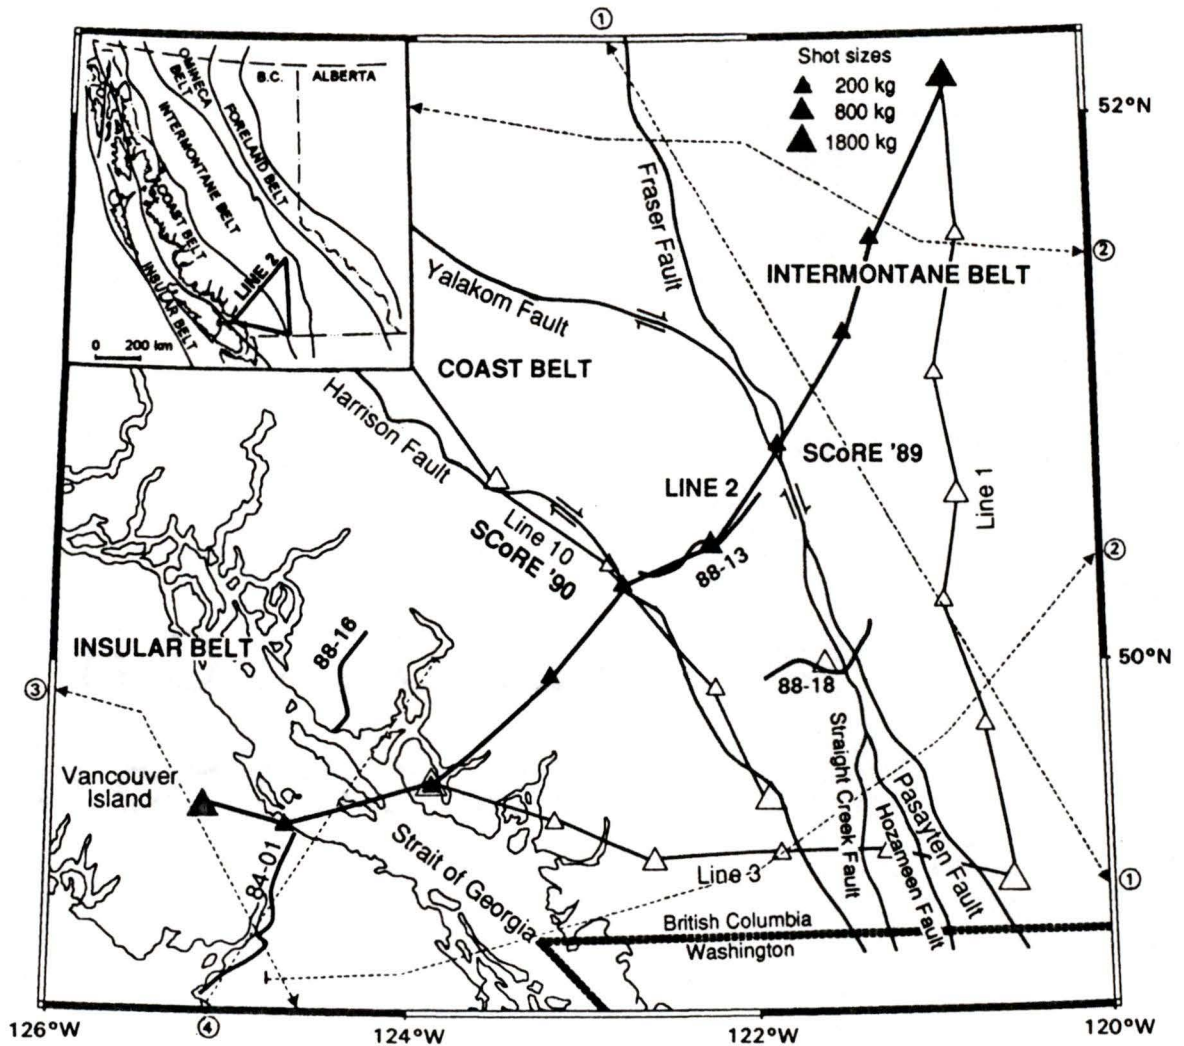 ①
Shot sizes
200 kg
800 kg
1800 kg
52°N
OMINECA
BELT
B.C.
ALBERTA
FORELAND BELT
INTERMONTANE BELT
COAST BELT
INSULAR BELT
LINE 2
0 200 km
Fraser Fault
②
INTERMONTANE BELT
Yalakom Fault
COAST BELT
Harrison Fault
SCoRE '89
LINE 2
Line 1
Line 10
SCoRE '90
88-13
②
INSULAR BELT
88-16
50°N
88-18
③
Vancouver
Island
84-01
Strait of Georgia
Line 3
Straight Creek Fault
Hozameen Fault
Pasayten Fault
①
British Columbia
Washington
126°W
④
124°W
122°W
120°W